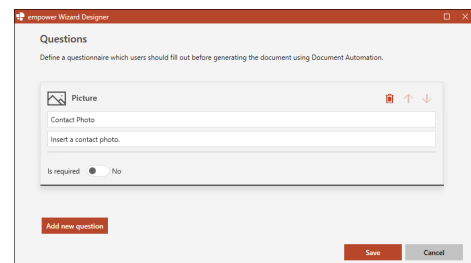 empower Wizard Designer
Questions
Define a questionnaire which users should fill out before generating the document using Document Automation.
Picture
Contact Photo
Insert a contact photo.
Is required No
Add new question
Save Cancel